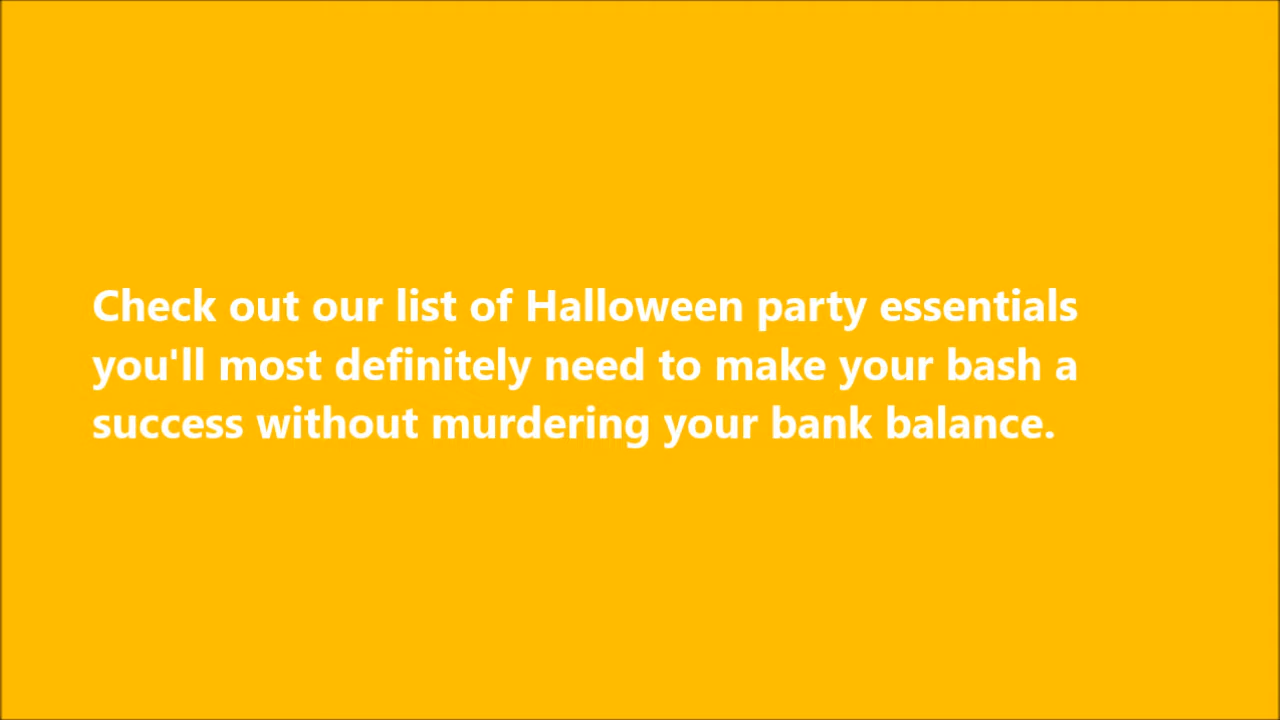 Check out our list of Halloween party essentials
you'll most definitely need to make your bash a
success without murdering your bank balance.